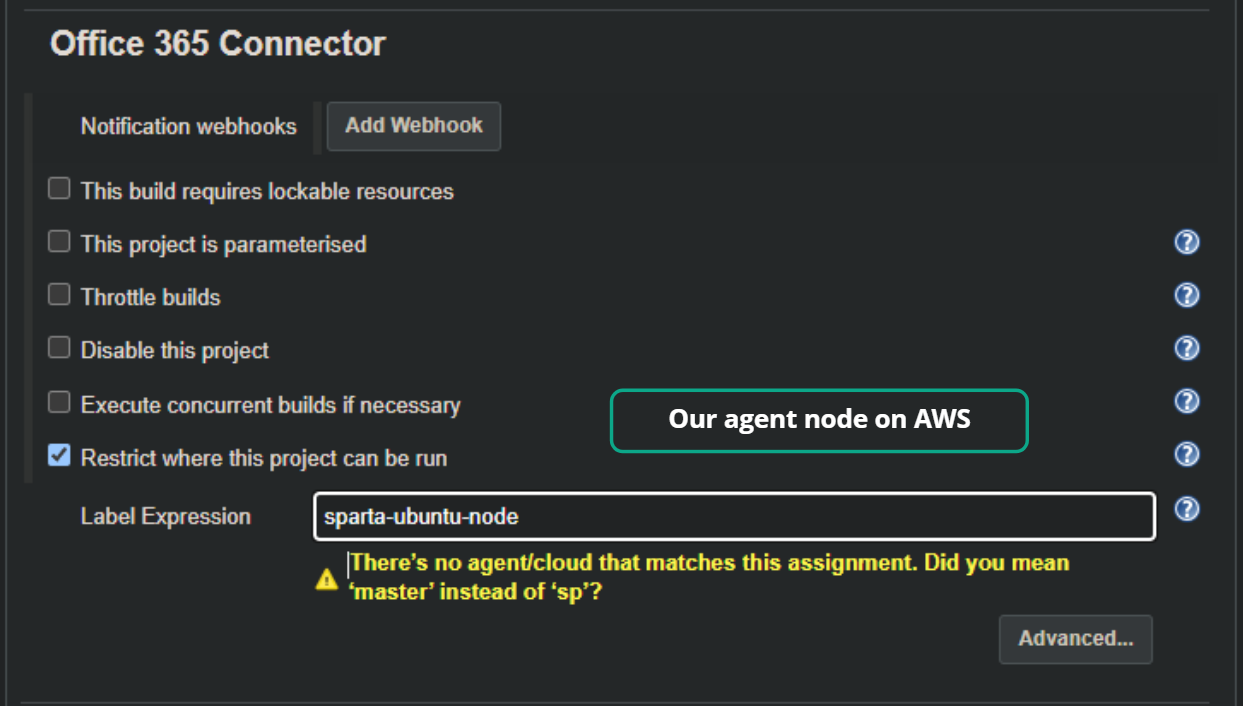 Office 365 Connector
Notification webhooks
Add Webhook
This build requires lockable resources
This project is parameterised
Throttle builds
Disable this project
Execute concurrent builds if necessary
Our agent node on AWS
Restrict where this project can be run
Label Expression
sparta-ubuntu-node
There’s no agent/cloud that matches this assignment. Did you mean
‘master’ instead of ‘sp’?
Advanced...